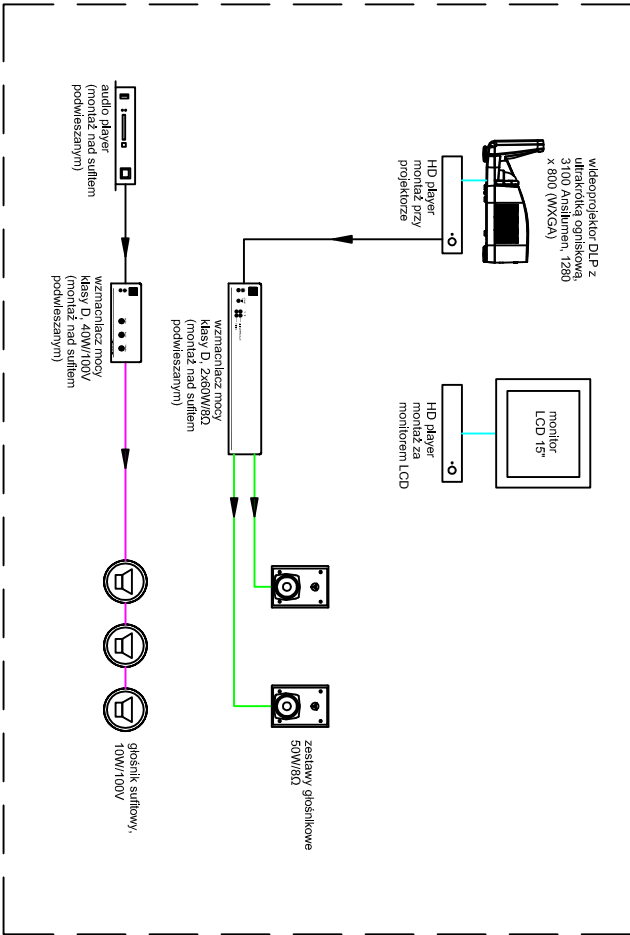 wideoprojektor DLP z
ultrakrótką ogniskową,
3100 Ansilumen, 1280
x 800 (WXGA)
monitor
LCD 15"
HD player
montaż przy
projektorze
HD player
montaż za
monitorem LCD
wzmacniacz mocy
klasy D, 2x60W/8Ω
(montaż nad sufitem
podwieszanym)
zestawy głośnikowe
50W/8Ω
audio player
(montaż nad sufitem
podwieszanym)
wzmacniacz mocy
klasy D, 40W/100V
(montaż nad sufitem
podwieszanym)
głośnik sufitowy,
10W/100V